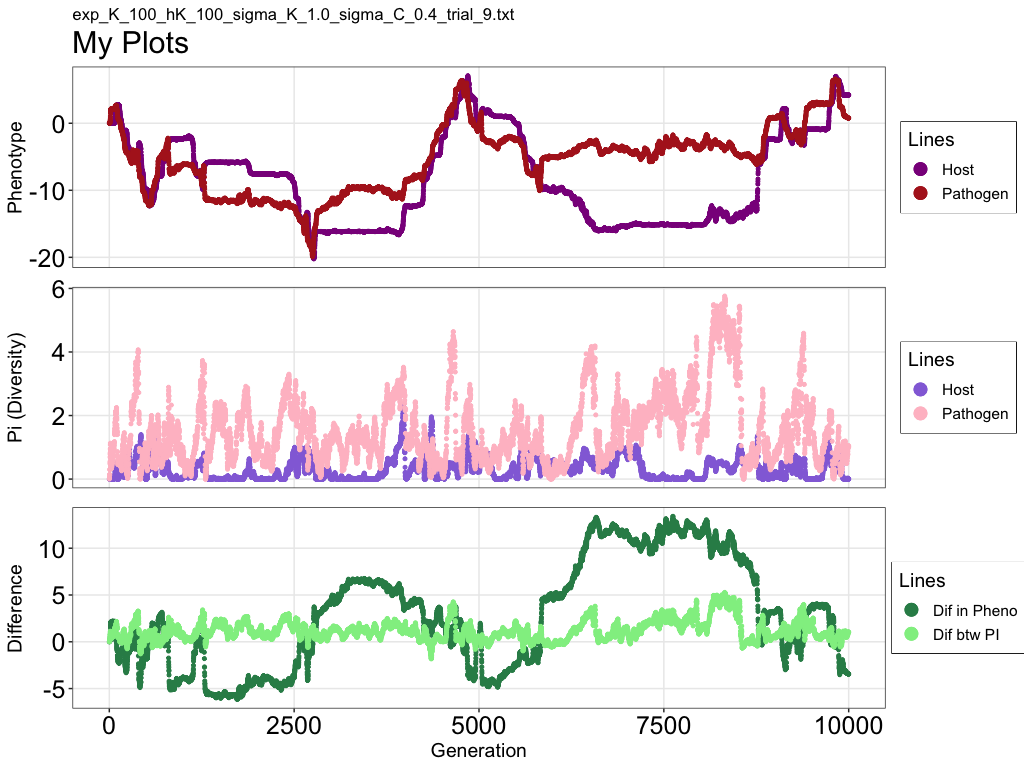 exp_K_100_hK_100_sigma_K_1.0_sigma_C_0.4_trial_9.txt
My Plots
Phenotype
0
-10
-20
Lines
Host
Pathogen
Pi (Diversity)
6
4
2
0
Lines
Host
Pathogen
Difference
10
5
0
-5
Lines
Dif in Pheno
Dif btw PI
0 2500 5000 7500 10000
Generation